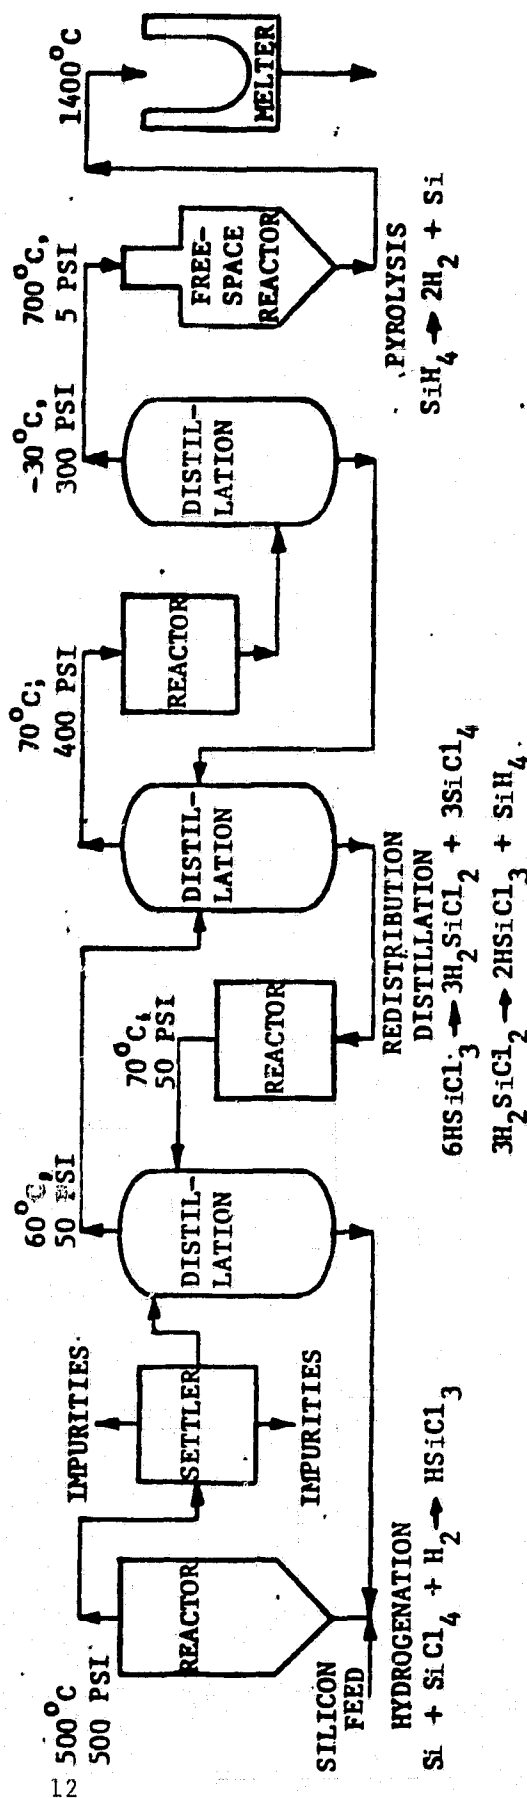 500°C
500 PSI
REACTOR
SILICON
FEED
HYDROGENATION
Si + SiCl4 + H2 → HSiCl3
IMPURITIES
SETTLER
IMPURITIES
60°C,
50 PSI
DISTIL-
LATION
70°C,
50 PSI
REACTOR
DISTIL-
LATION
REDISTRIBUTION
DISTILLATION
6HSiCl3 → 3H2SiCl2 + 3SiCl4
3H2SiCl2 → 2HSiCl3 + SiH4
70°C,
400 PSI
REACTOR
-30°C,
300 PSI
DISTIL-
LATION
700°C,
5 PSI
FREE-
SPACE
REACTOR
PYROLYSIS
SiH4 → 2H2 + Si
1400°C
MELTER
12